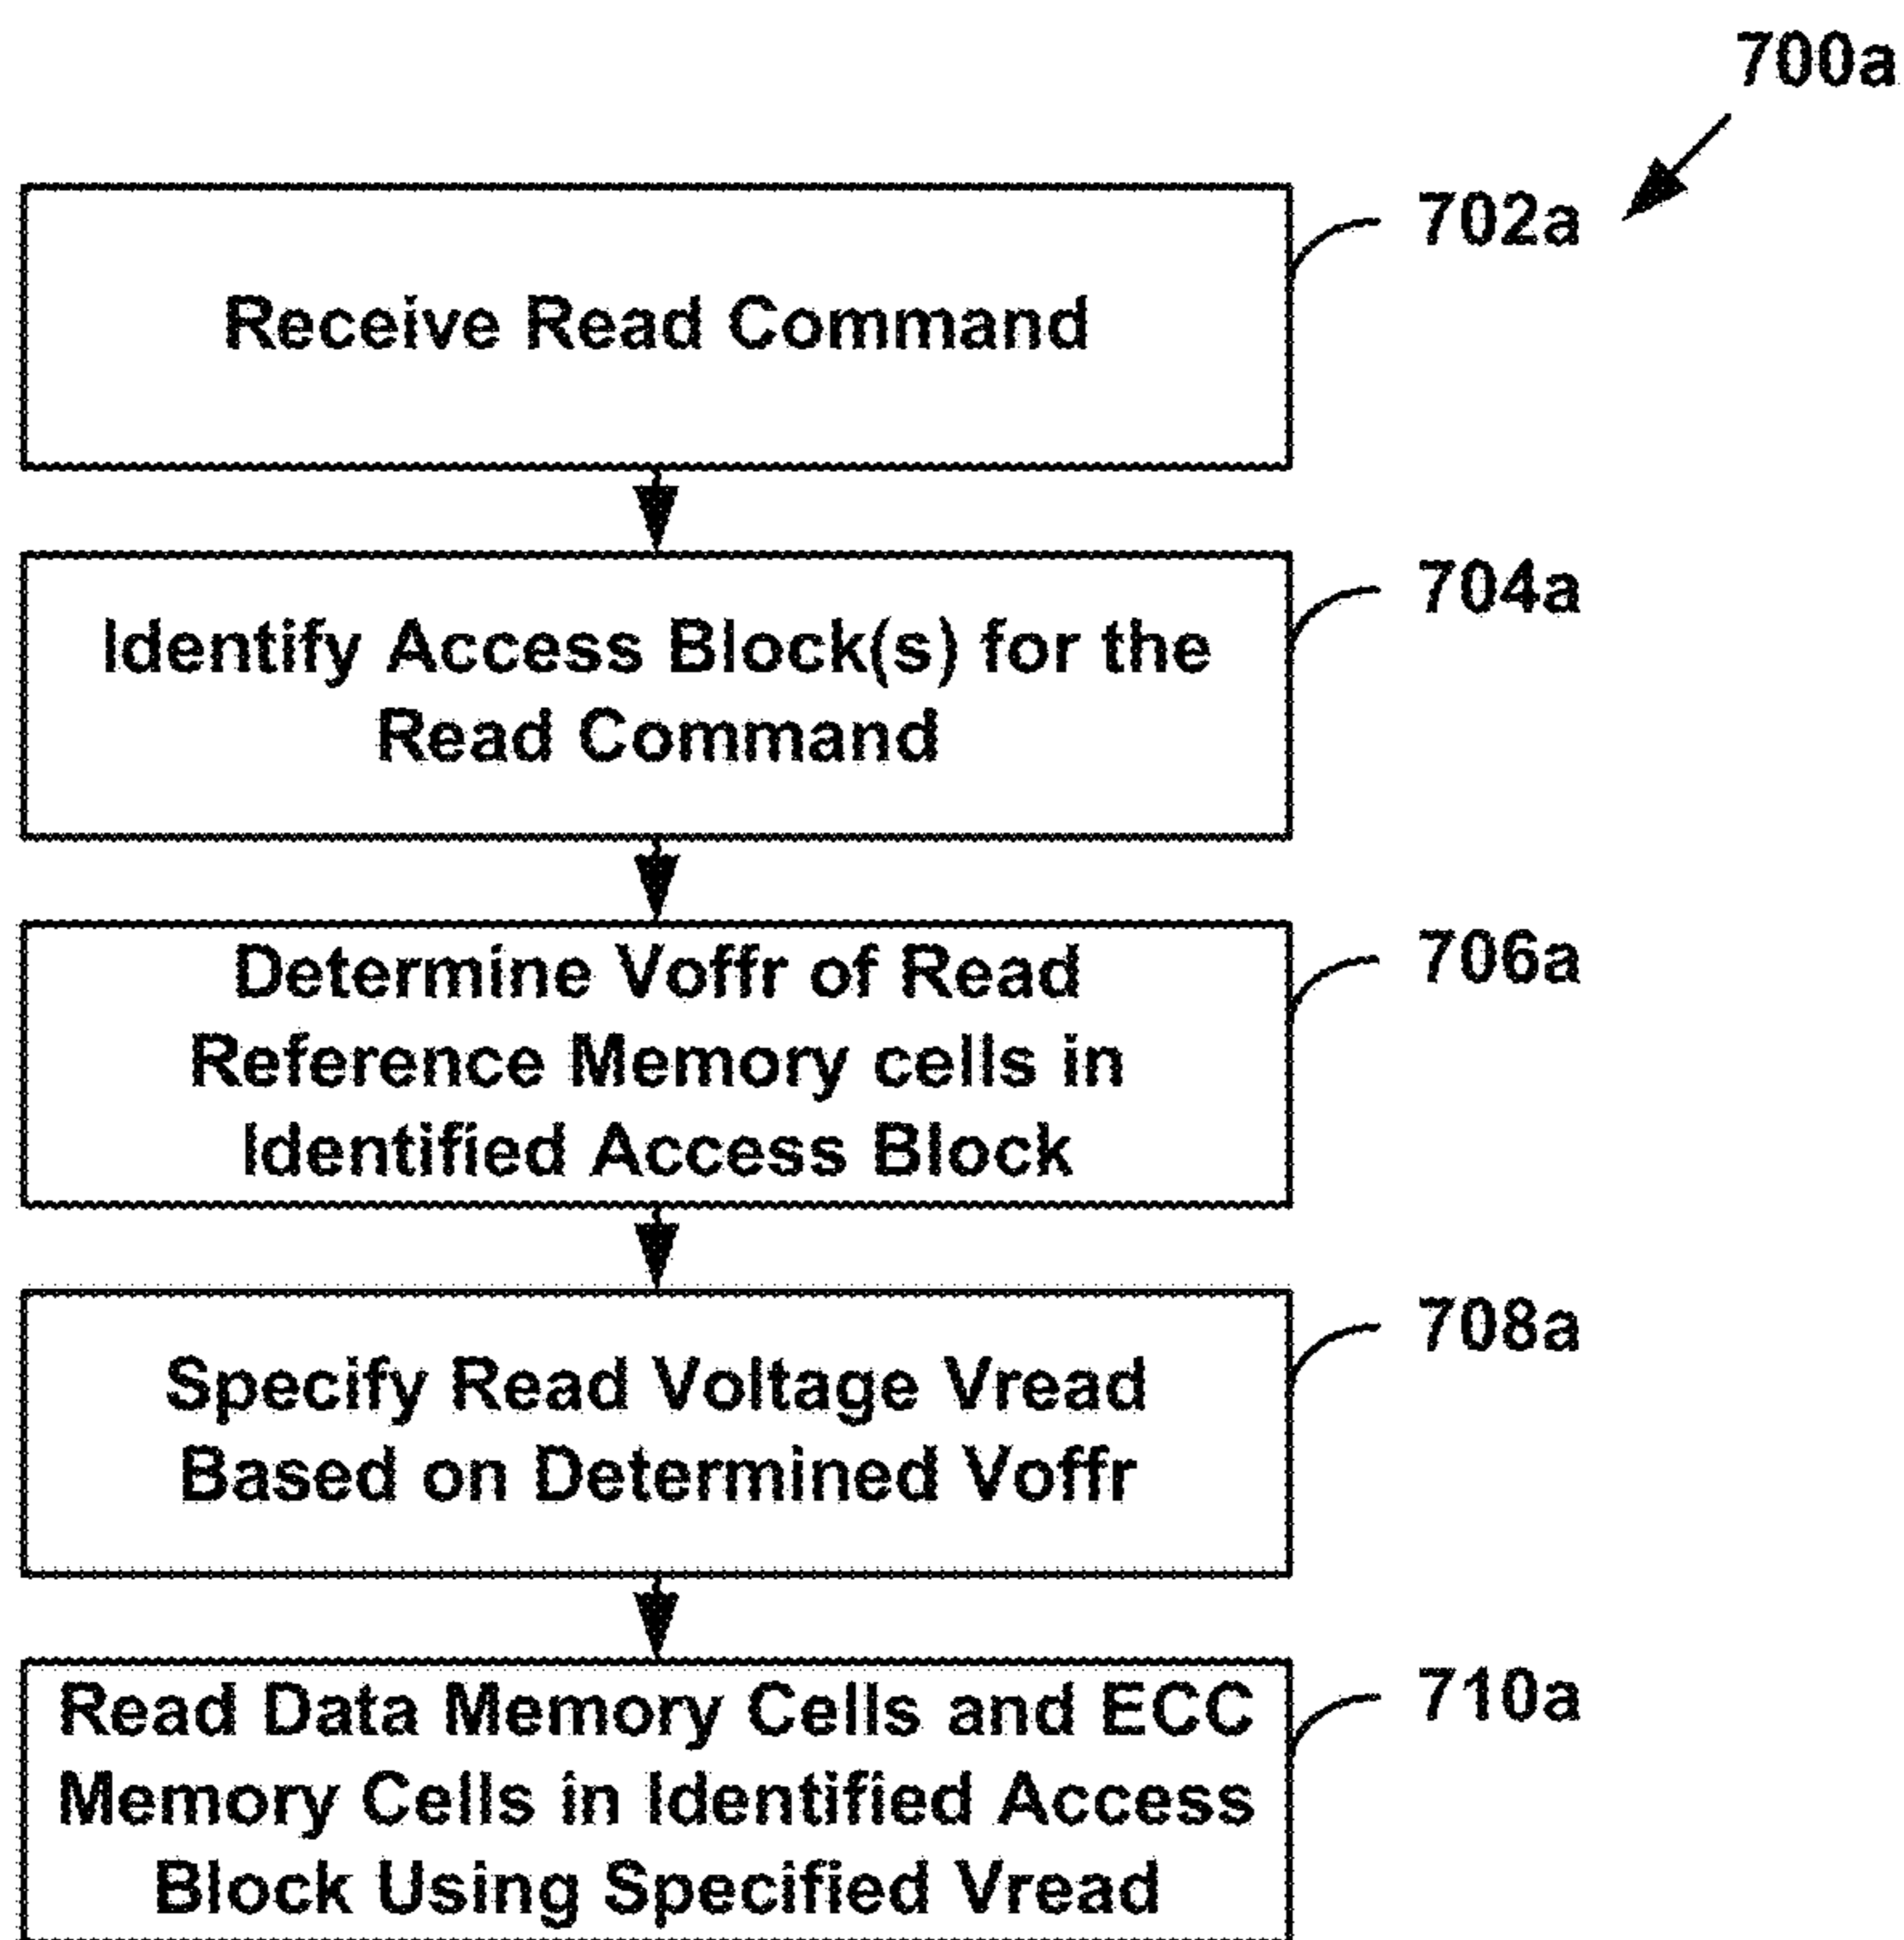 700a
702a
Receive Read Command
704a
Identify Access Block(s) for the
Read Command
706a
Determine Voffr of Read
Reference Memory cells in
Identified Access Block
708a
Specify Read Voltage Vread
Based on Determined Voffr
710a
Read Data Memory Cells and ECC
Memory Cells in Identified Access
Block Using Specified Vread